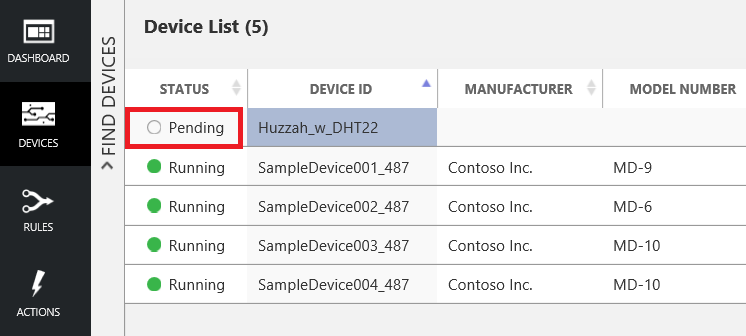 DASHBOARD
DEVICES
RULES
ACTIONS
FIND DEVICES
Device List (5)
STATUS DEVICE ID MANUFACTURER MODEL NUMBER
Pending Huzzah_w_DHT22
Running SampleDevice001_487 Contoso Inc. MD-9
Running SampleDevice002_487 Contoso Inc. MD-6
Running SampleDevice003_487 Contoso Inc. MD-10
Running SampleDevice004_487 Contoso Inc. MD-10